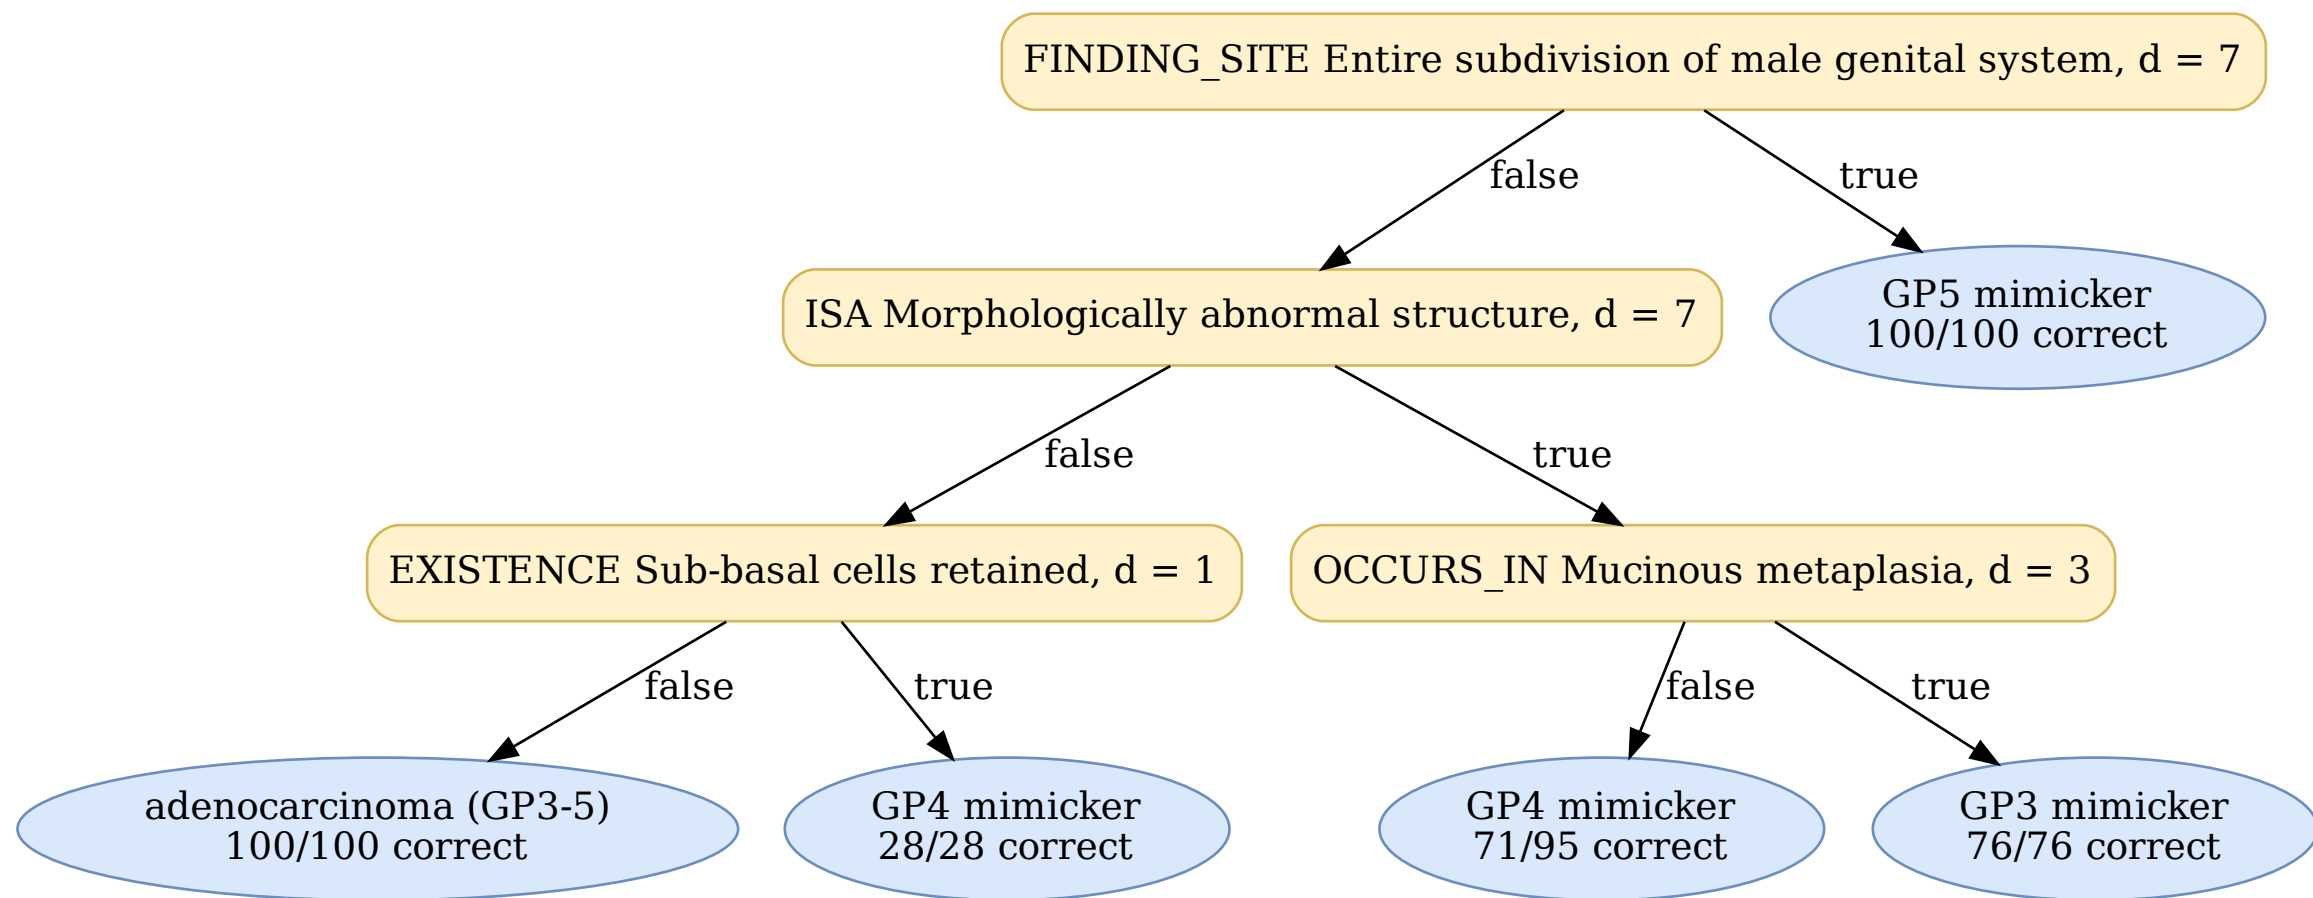 FINDING_SITE Entire subdivision of male genital system, d = 7
false
true
ISA Morphologically abnormal structure, d = 7
GP5 mimicker
100/100 correct
false
true
EXISTENCE Sub-basal cells retained, d = 1
OCCURS_IN Mucinous metaplasia, d = 3
false
true
false
true
adenocarcinoma (GP3-5)
100/100 correct
GP4 mimicker
28/28 correct
GP4 mimicker
71/95 correct
GP3 mimicker
76/76 correct